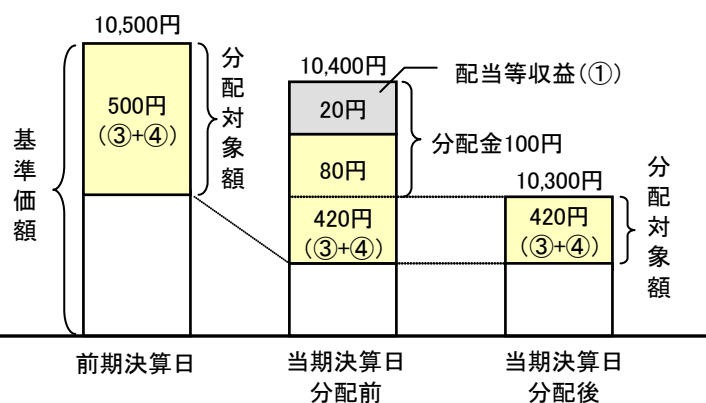 10,500円
分配対象額
500円
(③+④)
基準価額
10,400円
配当等収益(①)
20円
分配金100円
80円
420円
(③+④)
10,300円
420円
(③+④)
分配対象額
前期決算日
当期決算日
分配前
当期決算日
分配後